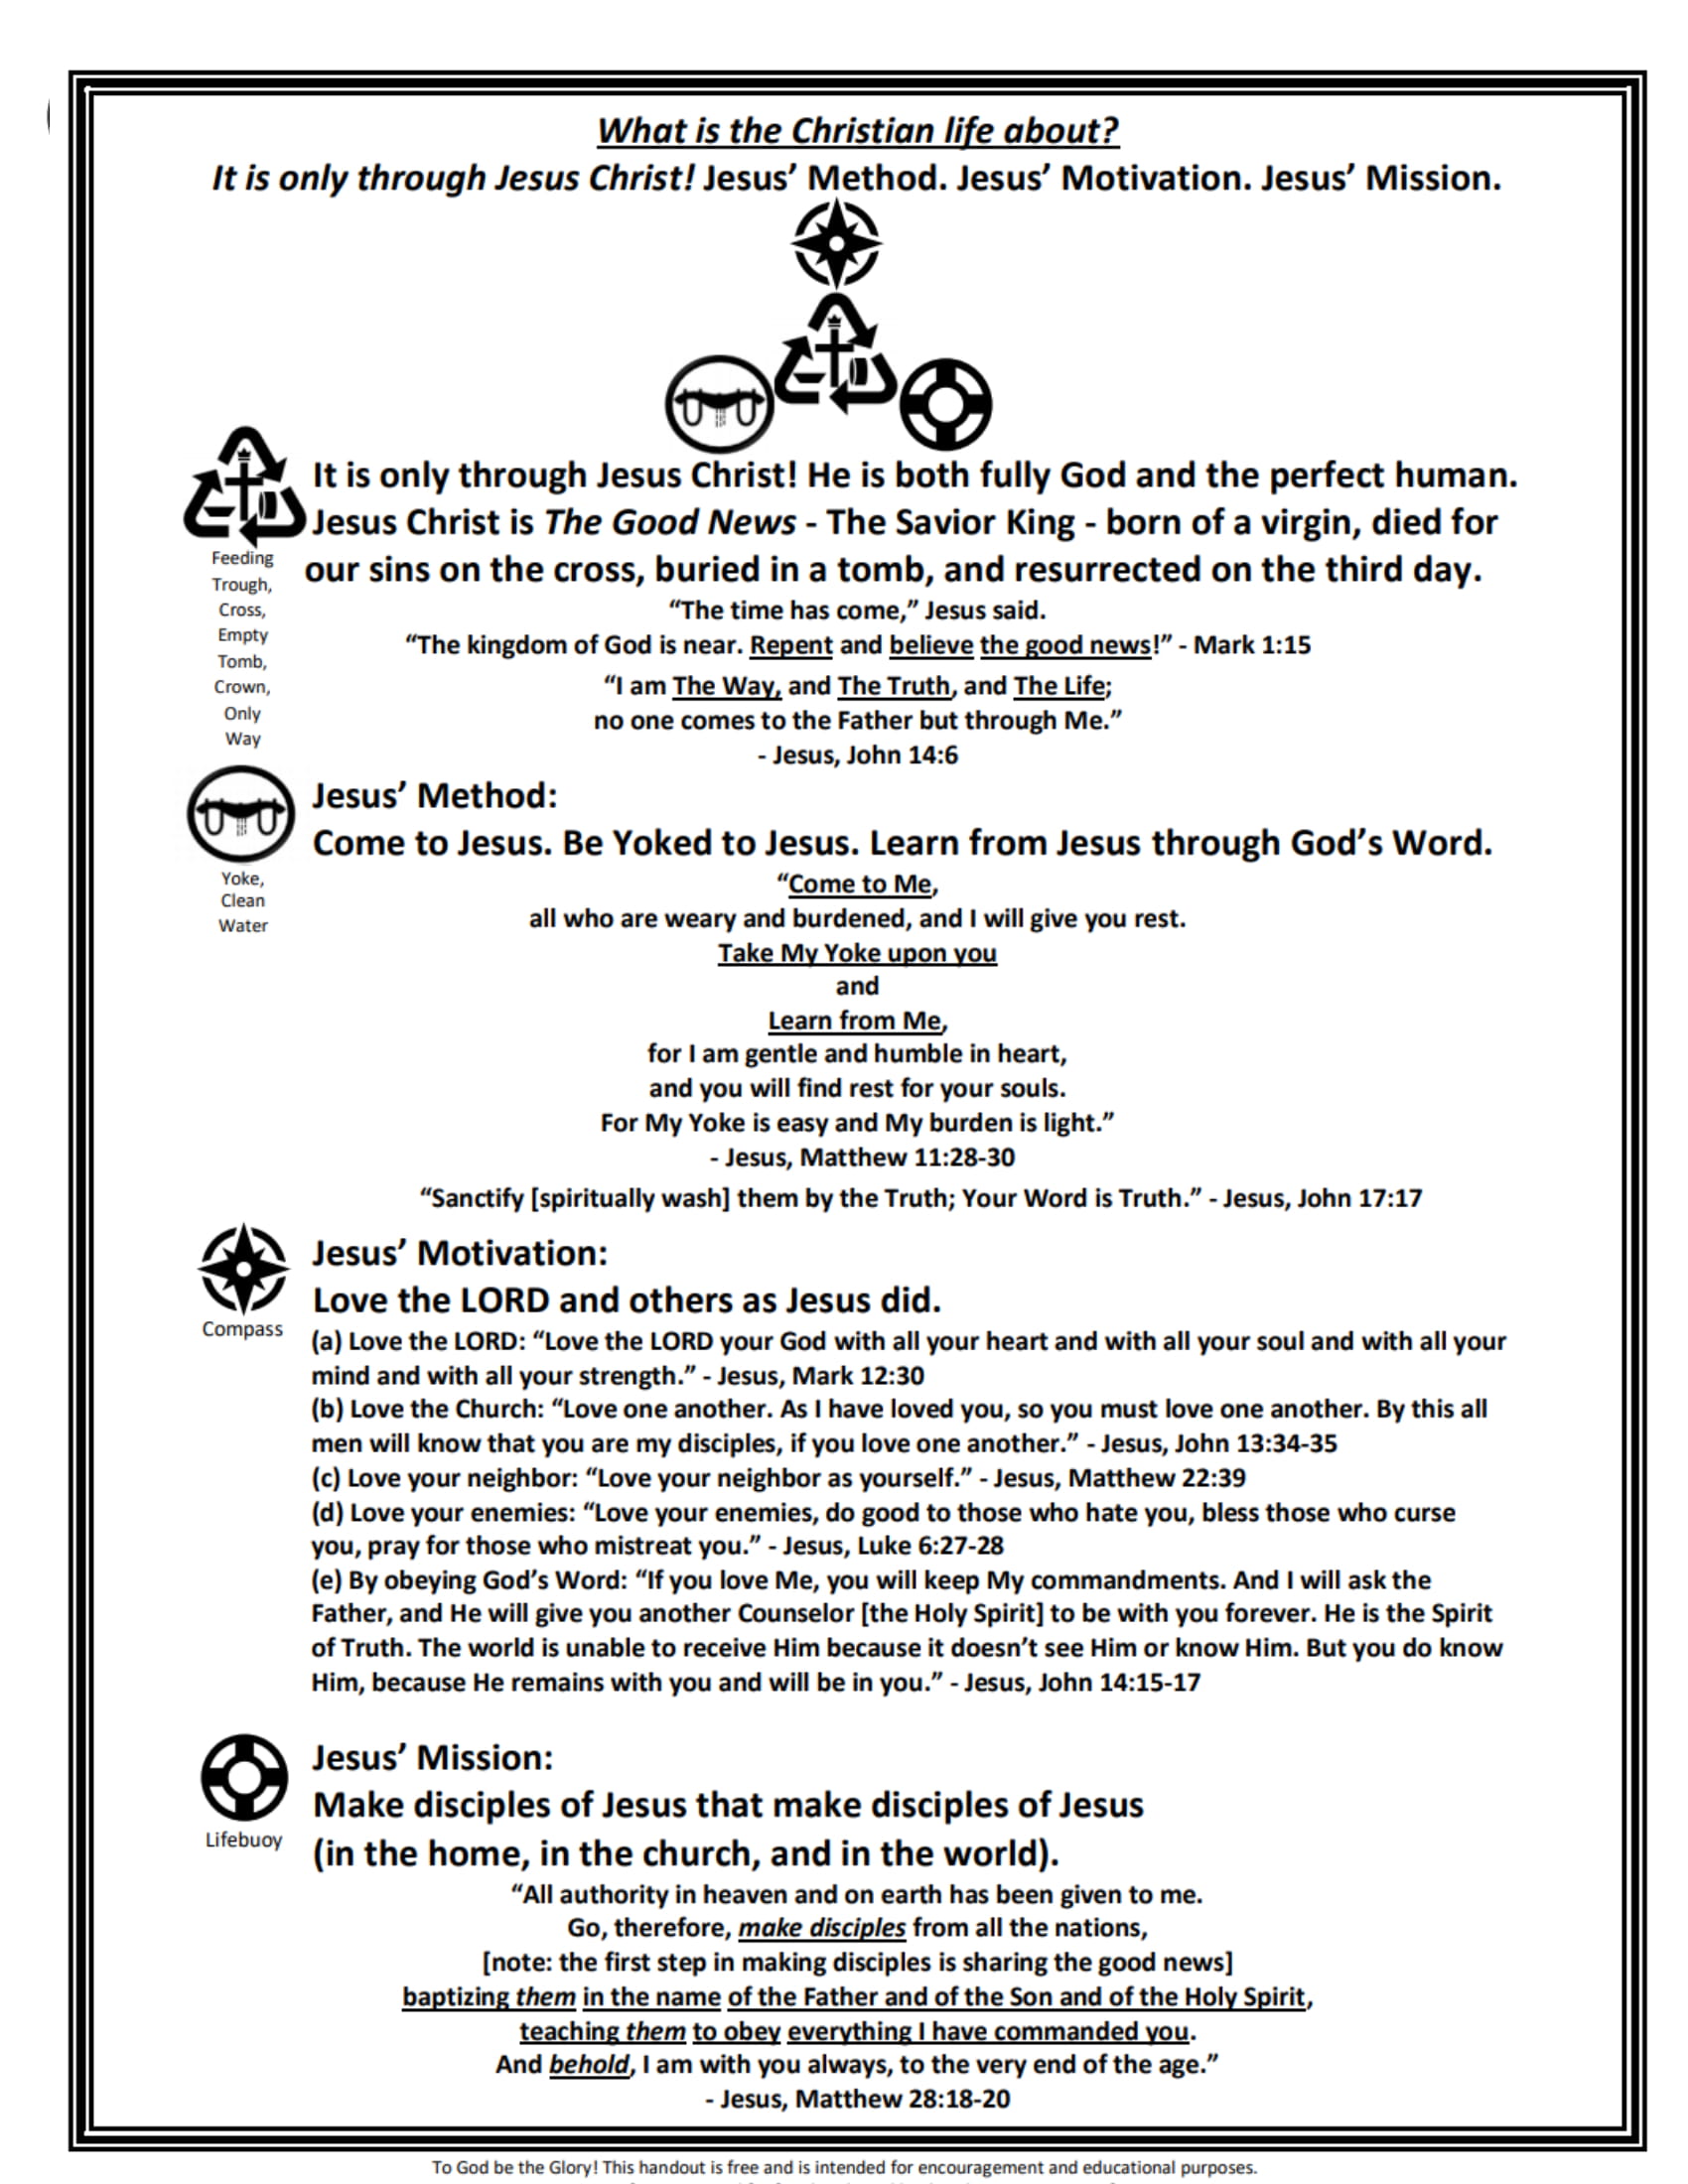 What is the Christian life about?
It is only through Jesus Christ! Jesus’ Method. Jesus’ Motivation. Jesus’ Mission.
It is only through Jesus Christ! He is both fully God and the perfect human.
Jesus Christ is The Good News - The Savior King - born of a virgin, died for
our sins on the cross, buried in a tomb, and resurrected on the third day.
Feeding
Trough,
Cross,
Empty
Tomb,
Crown,
Only
Way
“The time has come,” Jesus said.
“The kingdom of God is near. Repent and believe the good news!” - Mark 1:15
“I am The Way, and The Truth, and The Life;
no one comes to the Father but through Me.”
- Jesus, John 14:6
Jesus’ Method:
Come to Jesus. Be Yoked to Jesus. Learn from Jesus through God’s Word.
Yoke,
Clean
Water
“Come to Me,
all who are weary and burdened, and I will give you rest.
Take My Yoke upon you
and
Learn from Me,
for I am gentle and humble in heart,
and you will find rest for your souls.
For My Yoke is easy and My burden is light.”
- Jesus, Matthew 11:28-30
“Sanctify [spiritually wash] them by the Truth; Your Word is Truth.” - Jesus, John 17:17
Jesus’ Motivation:
Love the LORD and others as Jesus did.
Compass
(a) Love the LORD: “Love the LORD your God with all your heart and with all your soul and with all your
mind and with all your strength.” - Jesus, Mark 12:30
(b) Love the Church: “Love one another. As I have loved you, so you must love one another. By this all
men will know that you are my disciples, if you love one another.” - Jesus, John 13:34-35
(c) Love your neighbor: “Love your neighbor as yourself.” - Jesus, Matthew 22:39
(d) Love your enemies: “Love your enemies, do good to those who hate you, bless those who curse
you, pray for those who mistreat you.” - Jesus, Luke 6:27-28
(e) By obeying God’s Word: “If you love Me, you will keep My commandments. And I will ask the
Father, and He will give you another Counselor [the Holy Spirit] to be with you forever. He is the Spirit
of Truth. The world is unable to receive Him because it doesn’t see Him or know Him. But you do know
Him, because He remains with you and will be in you.” - Jesus, John 14:15-17
Jesus’ Mission:
Make disciples of Jesus that make disciples of Jesus
(in the home, in the church, and in the world).
Lifebuoy
“All authority in heaven and on earth has been given to me.
Go, therefore, make disciples from all the nations,
[note: the first step in making disciples is sharing the good news]
baptizing them in the name of the Father and of the Son and of the Holy Spirit,
teaching them to obey everything I have commanded you.
And behold, I am with you always, to the very end of the age.”
- Jesus, Matthew 28:18-20
To God be the Glory! This handout is free and is intended for encouragement and educational purposes.